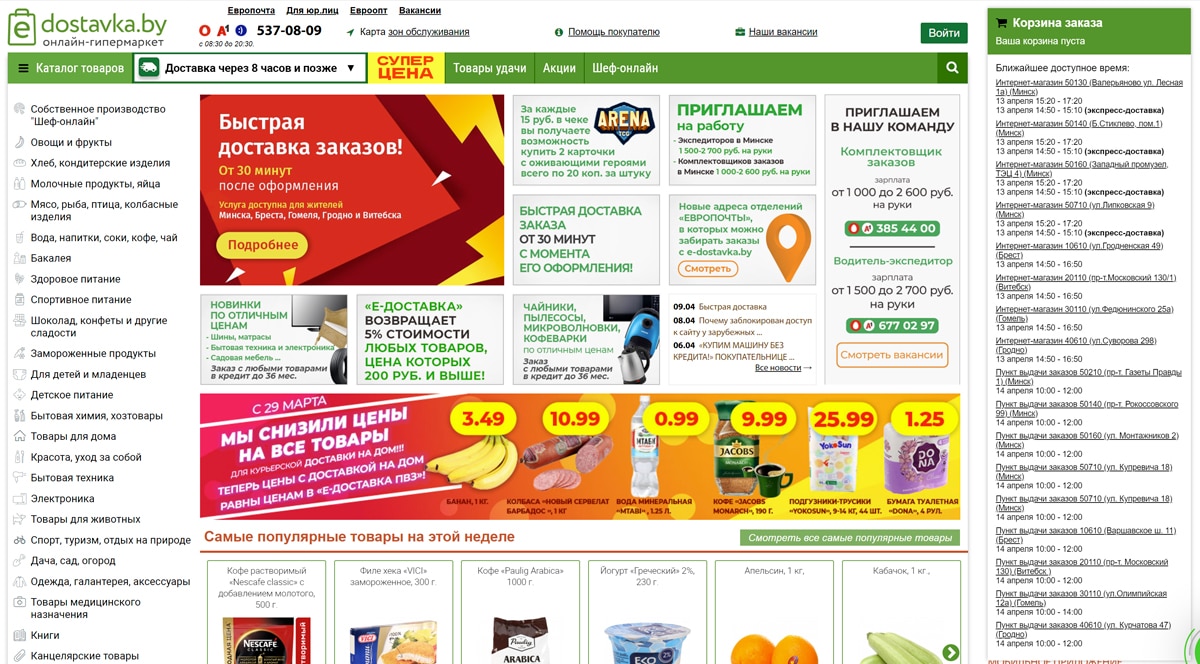 Европочта
Для юр.лиц
Евроопт
Вакансии
e dostavka.by
онлайн-гипермаркет
537-08-09
с 08:30 до 20:30.
Карта зон обслуживания
Помощь покупателю
Наши вакансии
Войти
Каталог товаров
Доставка через 8 часов и позже ▼
СУПЕР
ЦЕНА
Товары удачи
Акции
Шеф-онлайн
Собственное производство
"Шеф-онлайн"
Овощи и фрукты
Хлеб, кондитерские изделия
Молочные продукты, яйца
Мясо, рыба, птица, колбасные
изделия
Вода, напитки, соки, кофе, чай
Бакалея
Здоровое питание
Спортивное питание
Шоколад, конфеты и другие
сладости
Замороженные продукты
Для детей и младенцев
Детское питание
Бытовая химия, хозтовары
Товары для дома
Красота, уход за собой
Бытовая техника
Электроника
Товары для животных
Спорт, туризм, отдых на природе
Дача, сад, огород
Одежда, галантерея, аксессуары
Товары медицинского
назначения
Книги
Канцелярские товары
Быстрая
доставка заказов!
От 30 минут
после оформления
Услуга доступна для жителей
Минска, Бреста, Гомеля, Гродно и Витебска
Подробнее
За каждые
15 руб. в чеке
вы получаете
возможность
купить 2 карточки
с оживающими героями
всего по 20 коп. за штуку
ARENA
TCG
ПРИГЛАШАЕМ
на работу
- Экспедиторов в Минске
1 500-2 700 руб. на руки
- Комплектовщиков заказов
в Минске 1 000-2 600 руб. на руки
БЫСТРАЯ ДОСТАВКА
ЗАКАЗА
ОТ 30 МИНУТ
С МОМЕНТА
ЕГО ОФОРМЛЕНИЯ!
Новые адреса отделений
«ЕВРОПОЧТЫ»,
в которых можно
забирать заказы
с e-dostavka.by
Смотреть
ПРИГЛАШАЕМ
В НАШУ КОМАНДУ
Комплектовщик
заказов
зарплата
от 1 000 до 2 600 руб.
на руки
385 44 00
Водитель-экспедитор
зарплата
от 1 500 до 2 700 руб.
на руки
677 02 97
Смотреть вакансии
НОВИНКИ
ПО ОТЛИЧНЫМ
ЦЕНАМ
- Шины, матрасы
- Бытовая техника и электроника
- Садовая мебель ...
Заказ с любыми товарами
в кредит до 36 мес.
«Е-ДОСТАВКА»
ВОЗВРАЩАЕТ
5% СТОИМОСТИ
ЛЮБЫХ ТОВАРОВ,
ЦЕНА КОТОРЫХ
200 РУБ. И ВЫШЕ!
ЧАЙНИКИ,
ПЫЛЕСОСЫ,
МИКРОВОЛНОВКИ,
КОФЕВАРКИ
по отличным ценам
Заказ
с любыми товарами
в кредит до 36 мес.
09.04 Быстрая доставка
08.04 Почему заблокирован доступ
к сайту у зарубежных ...
06.04 «КУПИМ МАШИНУ БЕЗ
КРЕДИТА!» ПОКУПАТЕЛЬНИЦЕ ...
Все новости →
С 29 МАРТА
МЫ СНИЗИЛИ ЦЕНЫ
НА ВСЕ ТОВАРЫ
ДЛЯ КУРЬЕРСКОЙ ДОСТАВКИ НА ДОМ!!!
ТЕПЕРЬ ЦЕНЫ С ДОСТАВКОЙ НА ДОМ
РАВНЫ ЦЕНАМ В «Е-ДОСТАВКА ПВЗ»!
3.49
10.99
0.99
9.99
25.99
1.25
БАНАН, 1 КГ.
КОЛБАСА «НОВЫЙ СЕРВЕЛАТ
БАРБАДОС», 1 КГ
ВОДА МИНЕРАЛЬНАЯ
«МТАБI», 1.25 Л.
КОФЕ «JACOBS
MONARCH», 190 Г.
ПОДГУЗНИКИ-ТРУСИКИ
«YOKOSUN», 9-14 КГ, 44 ШТ.
БУМАГА ТУАЛЕТНАЯ
«DONA», 4 РУЛ.
JACOBS
MONARCH
YokoSun
DO
NA
Самые популярные товары на этой неделе
Смотреть все самые популярные товары
Кофе растворимый
«Nescafe classic» с
добавлением молотого,
500 г.
Филе хека «VICI»
замороженное, 300 г.
Кофе «Paulig Arabica»
1000 г.
Йогурт «Греческий» 2%,
230 г.
Апельсин, 1 кг,
Кабачок, 1 кг.,
NESCAFÉ
CLASSIC
VICI
100%
Paulig
ARABICA
2%
Корзина заказа
Ваша корзина пуста
Ближайшее доступное время:
Интернет-магазин 50130 (Валерьяново ул. Лесная
1а) (Минск)
13 апреля 15:20 - 17:20
13 апреля 14:50 - 15:10 (экспресс-доставка)
Интернет-магазин 50140 (Б.Стиклево, пом.1)
(Минск)
13 апреля 15:20 - 17:20
13 апреля 14:50 - 15:10 (экспресс-доставка)
Интернет-магазин 50160 (Западный промузел,
ТЭЦ 4) (Минск)
13 апреля 15:20 - 17:20
13 апреля 14:50 - 15:10 (экспресс-доставка)
Интернет-магазин 50710 (ул.Липковская 9)
(Минск)
13 апреля 15:20 - 17:20
13 апреля 14:50 - 15:10 (экспресс-доставка)
Интернет-магазин 10610 (ул.Гродненская 49)
(Брест)
13 апреля 14:50 - 16:50
Интернет-магазин 20110 (пр-т.Московский 130/1)
(Витебск)
13 апреля 14:50 - 16:50
Интернет-магазин 30110 (ул.Федюнинского 25а)
(Гомель)
13 апреля 14:50 - 16:50
Интернет-магазин 40610 (ул.Суворова 298)
(Гродно)
13 апреля 14:50 - 16:50
Пункт выдачи заказов 50210 (пр-т. Газеты Правды
1) (Минск)
14 апреля 10:00 - 12:00
Пункт выдачи заказов 50140 (пр-т. Рокоссовского
99) (Минск)
14 апреля 10:00 - 12:00
Пункт выдачи заказов 50160 (ул. Монтажников 2)
(Минск)
14 апреля 10:00 - 12:00
Пункт выдачи заказов 50710 (ул. Купревича 18)
(Минск)
14 апреля 10:00 - 12:00
Пункт выдачи заказов 50710 (ул. Купревича 18)
(Минск)
14 апреля 10:00 - 12:00
Пункт выдачи заказов 10610 (Варшавское ш. 11)
(Брест)
14 апреля 10:00 - 12:00
Пункт выдачи заказов 20110 (пр-т. Московский
130) (Витебск )
14 апреля 10:00 - 12:00
Пункт выдачи заказов 30110 (ул.Олимпийская
12а) (Гомель)
14 апреля 10:00 - 14:00
Пункт выдачи заказов 40610 (ул. Курчатова 47)
(Гродно)
14 апреля 10:00 - 12:00